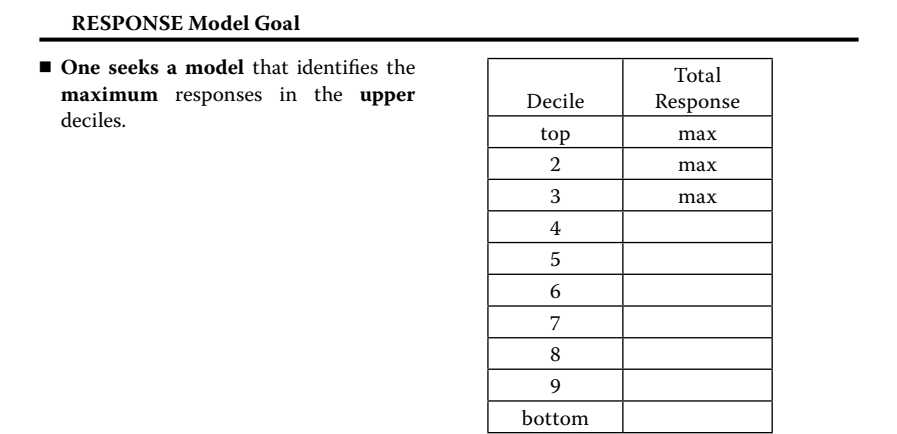 RESPONSE Model Goal
■ One seeks a model that identifies the
maximum responses in the upper
deciles.
Total
Decile Response
top max
2 max
3 max
4
5
6
7
8
9
bottom